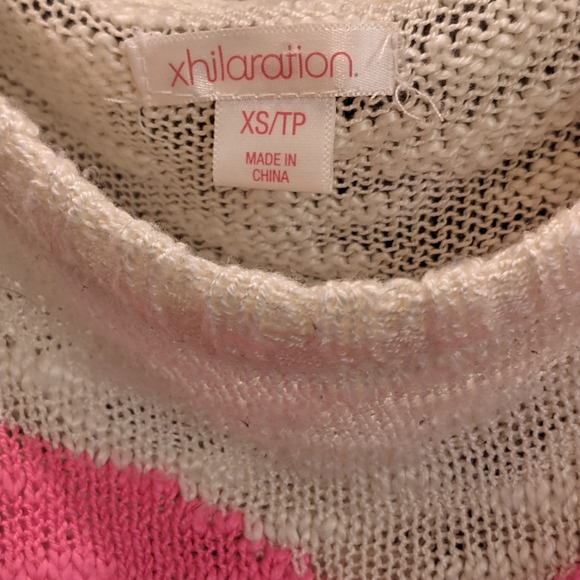 xhilaration.
XS/TP
MADE IN
CHINA